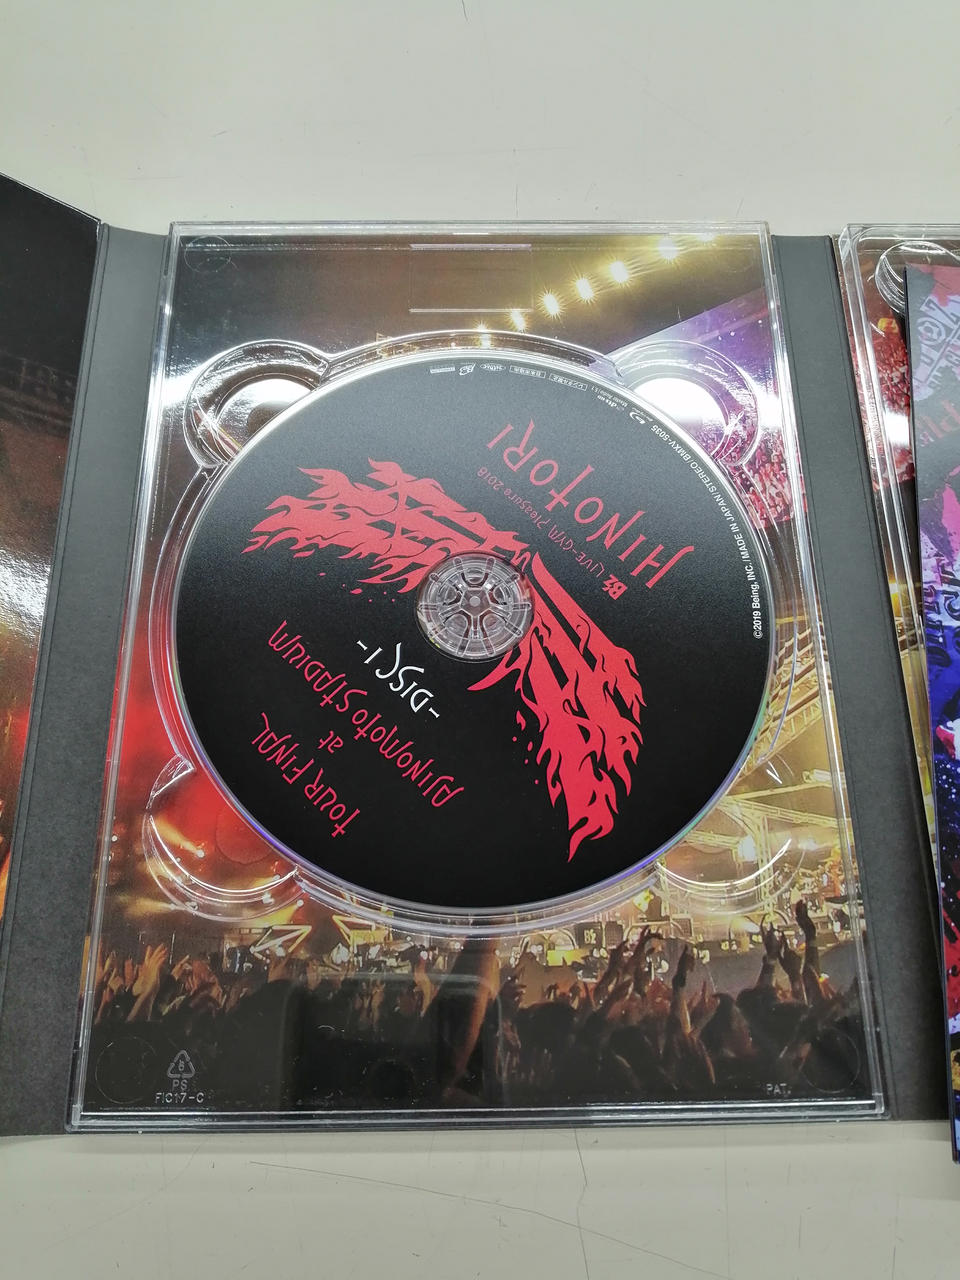 B'z LIVE-GYM Pleasure 2018
HINOTORI
-DISC 1-
TOUR FINAL
at
AJINOMOTO STADIUM
©2019 Being, INC. / MADE IN JAPAN STEREO/BMXV-5035
PS
FIC17-C
PAT.